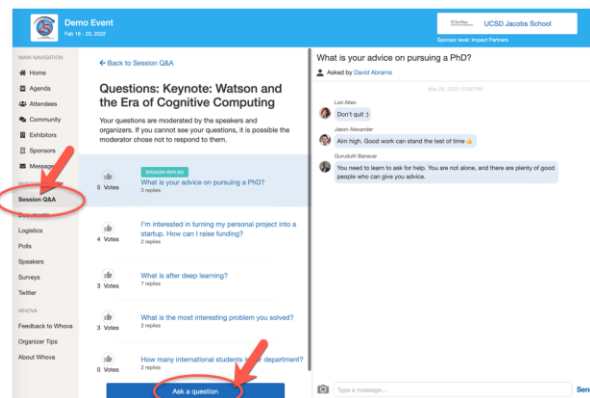 Demo Event
Feb 18 - 20, 2022
UCSD Jacobs School
Sponsor level: Impact Partners
MAIN NAVIGATION
Home
Agenda
Attendees
Community
Exhibitors
Sponsors
Message
Session Q&A
Logistics
Polls
Speakers
Surveys
Twitter
WHOVA
Feedback to Whova
Organizer Tips
About Whova
Back to Session Q&A
Questions: Keynote: Watson and
the Era of Cognitive Computing
Your questions are moderated by the speakers and
organizers. If you cannot see your questions, it is possible the
moderator chose not to respond to them.
SPEAKER REPLIED
What is your advice on pursuing a PhD?
5 Votes
3 replies
I'm interested in turning my personal project into a
startup. How can I raise funding?
4 Votes
2 replies
What is after deep learning?
3 Votes
7 replies
What is the most interesting problem you solved?
3 Votes
2 replies
How many international students department?
0 Votes
2 replies
Ask a question
What is your advice on pursuing a PhD?
Asked by David Abrams
Lori Allen
Don't quit :)
Jason Alexander
Aim high. Good work can stand the test of time 👍
Guruduth Banavar
You need to learn to ask for help. You are not alone, and there are plenty of good
people who can give you advice.
Type a message...
Send